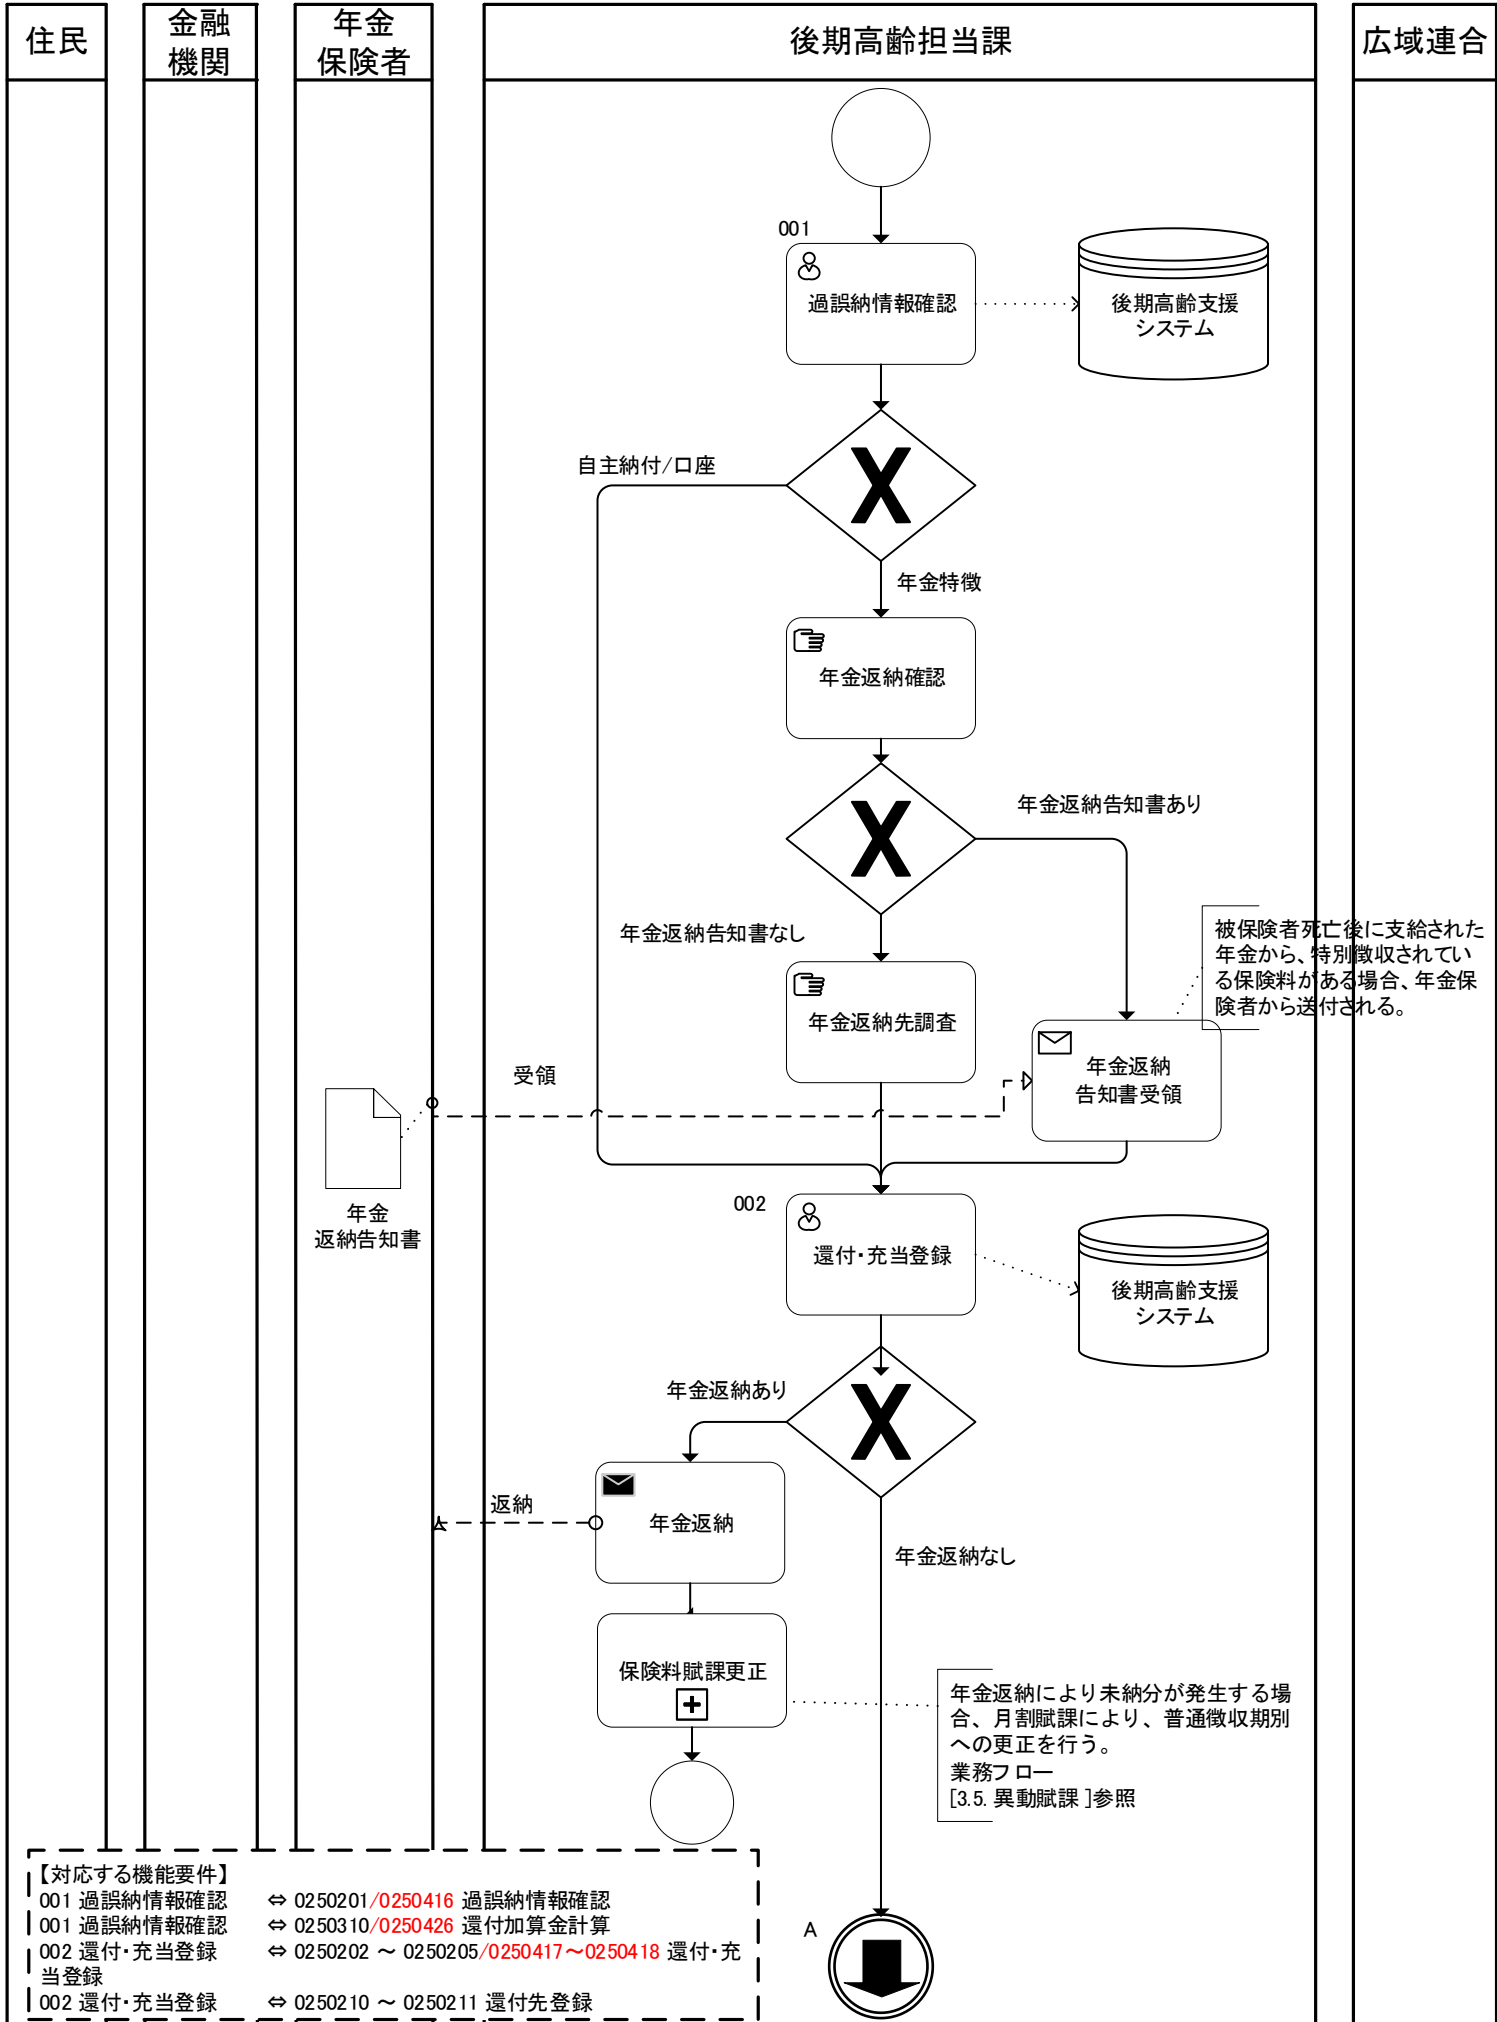 住民
金融
機関
年金
保険者
後期高齢担当課
広域連合
001
過誤納情報確認
後期高齢支援
システム
自主納付/口座
年金特徴
年金返納確認
年金返納告知書あり
年金返納告知書なし
被保険者死亡後に支給された
年金から、特別徴収されてい
る保険料がある場合、年金保
険者から送付される。
年金返納先調査
年金返納
告知書受領
受領
年金
返納告知書
002
還付・充当登録
後期高齢支援
システム
年金返納あり
返納
年金返納
年金返納なし
保険料賦課更正
年金返納により未納分が発生する場
合、月割賦課により、普通徴収期別
への更正を行う。
業務フロー
[3.5. 異動賦課 ]参照
【対応する機能要件】
001 過誤納情報確認 ⇔ 0250201/0250416 過誤納情報確認
001 過誤納情報確認 ⇔ 0250310/0250426 還付加算金計算
002 還付・充当登録 ⇔ 0250202 ～ 0250205/0250417～0250418 還付・充
当登録
002 還付・充当登録 ⇔ 0250210 ～ 0250211 還付先登録
A